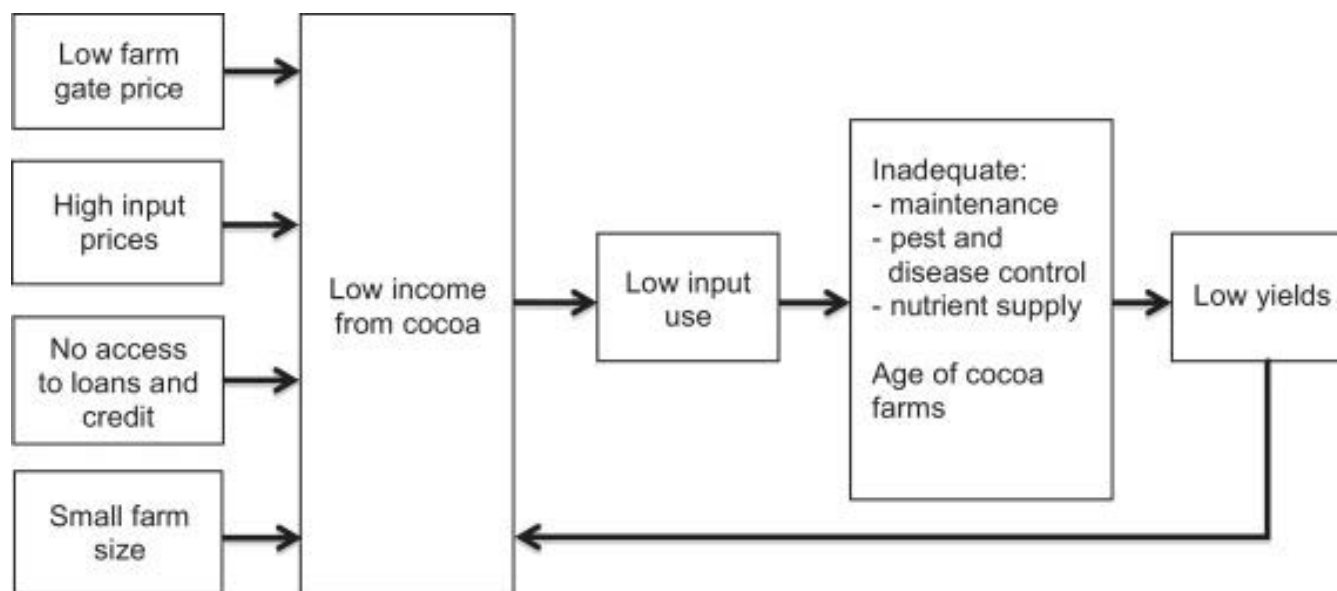 Low farm
gate price
High input
prices
No access
to loans and
credit
Small farm
size
Low income
from cocoa
Low input
use
Inadequate:
- maintenance
- pest and
disease control
- nutrient supply
Age of cocoa
farms
Low yields